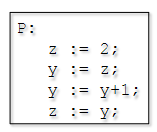 P:
z := 2;
y := z;
y := y+1;
z := y;